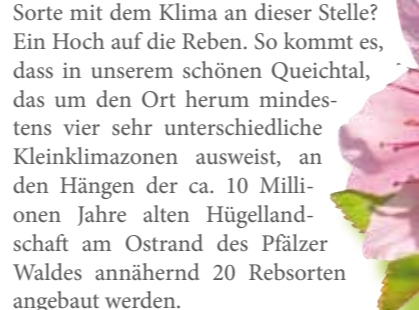 Sorte mit dem Klima an dieser Stelle?
Ein Hoch auf die Reben. So kommt es,
dass in unserem schönen Queichtal,
das um den Ort herum mindes-
tens vier sehr unterschiedliche
Kleinklimazonen ausweist, an
den Hängen der ca. 10 Milli-
onen Jahre alten Hügelland-
schaft am Ostrand des Pfälzer
Waldes annähernd 20 Rebsorten
angebaut werden.